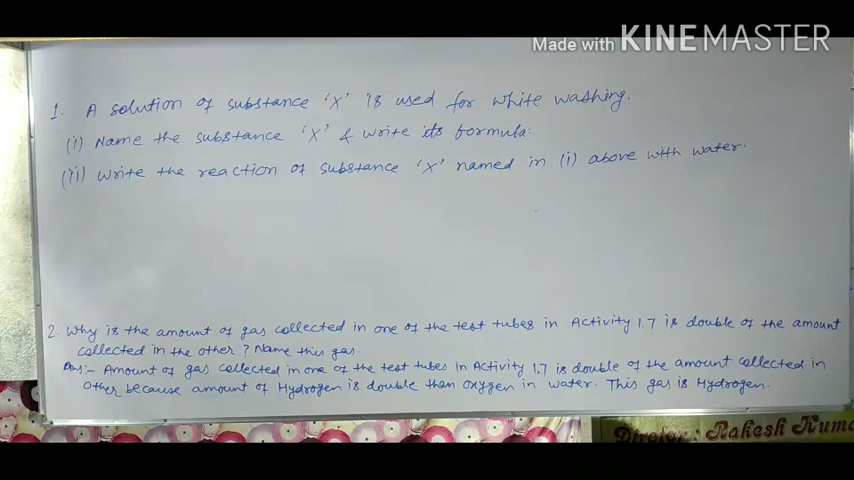 Made with KINEMASTER
1. A solution of substance 'X' is used for white washing.
(i) Name the substance 'X' & write its formula.
(ii) Write the reaction of substance 'X' named in (i) above with water.
2. Why is the amount of gas collected in one of the test tubes in Activity 1.7 is double of the amount
collected in the other? Name this gas.
Ans:- Amount of gas collected in one of the test tubes in Activity 1.7 is double of the amount collected in
other because amount of Hydrogen is double than oxygen in water. This gas is Hydrogen.
Director: Rakesh